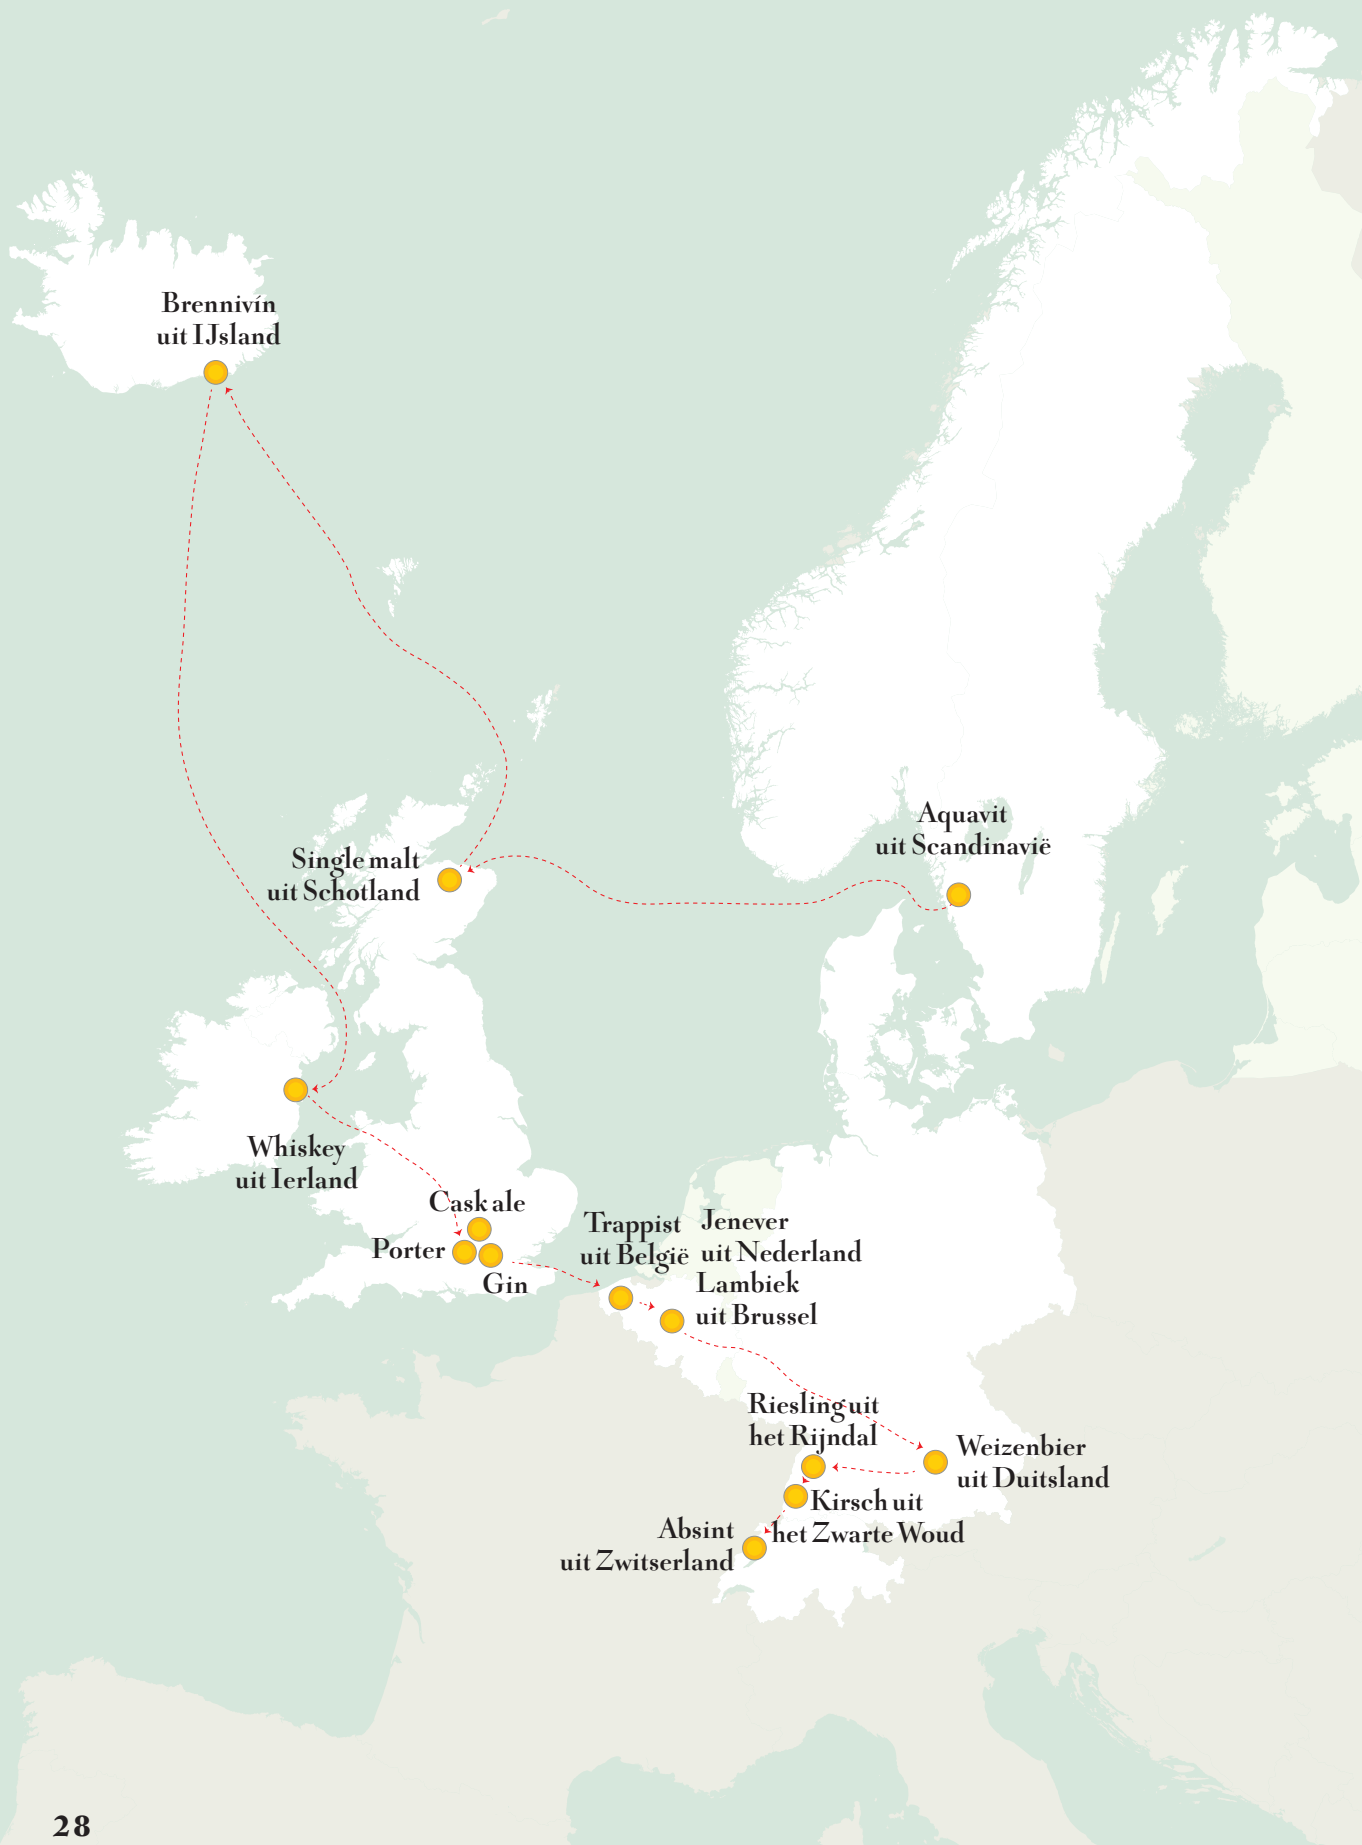 Brennivín
uit IJsland
Aquavit
uit Scandinavië
Single malt
uit Schotland
Whiskey
uit Ierland
Cask ale
Porter
Gin
Trappist
uit België
Jenever
uit Nederland
Lambiek
uit Brussel
Riesling uit
het Rijndal
Weizenbier
uit Duitsland
Kirsch uit
het Zwarte Woud
Absint
uit Zwitserland
28